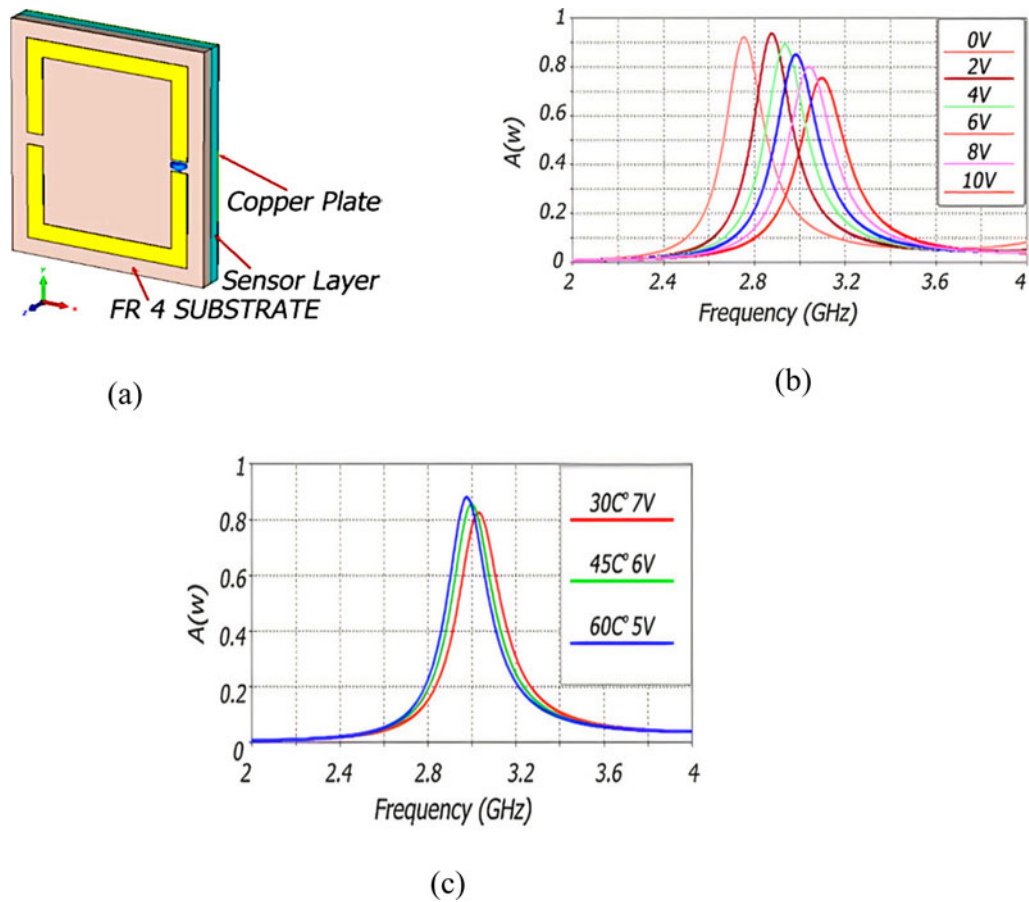 Copper Plate
Sensor Layer
FR 4 SUBSTRATE
y
x
z
(a)
A(w)
1
0.8
0.6
0.4
0.2
0
2
2.4
2.8
3.2
3.6
4
Frequency (GHz)
0V
2V
4V
6V
8V
10V
(b)
A(w)
1
0.8
0.6
0.4
0.2
0
2
2.4
2.8
3.2
3.6
4
Frequency (GHz)
30C° 7V
45C° 6V
60C° 5V
(c)